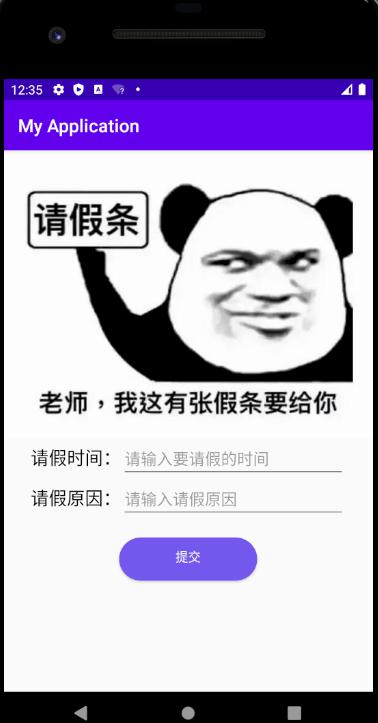 12:35
My Application
请假条
老师，我这有张假条要给你
请假时间： 请输入要请假的时间
请假原因： 请输入请假原因
提交